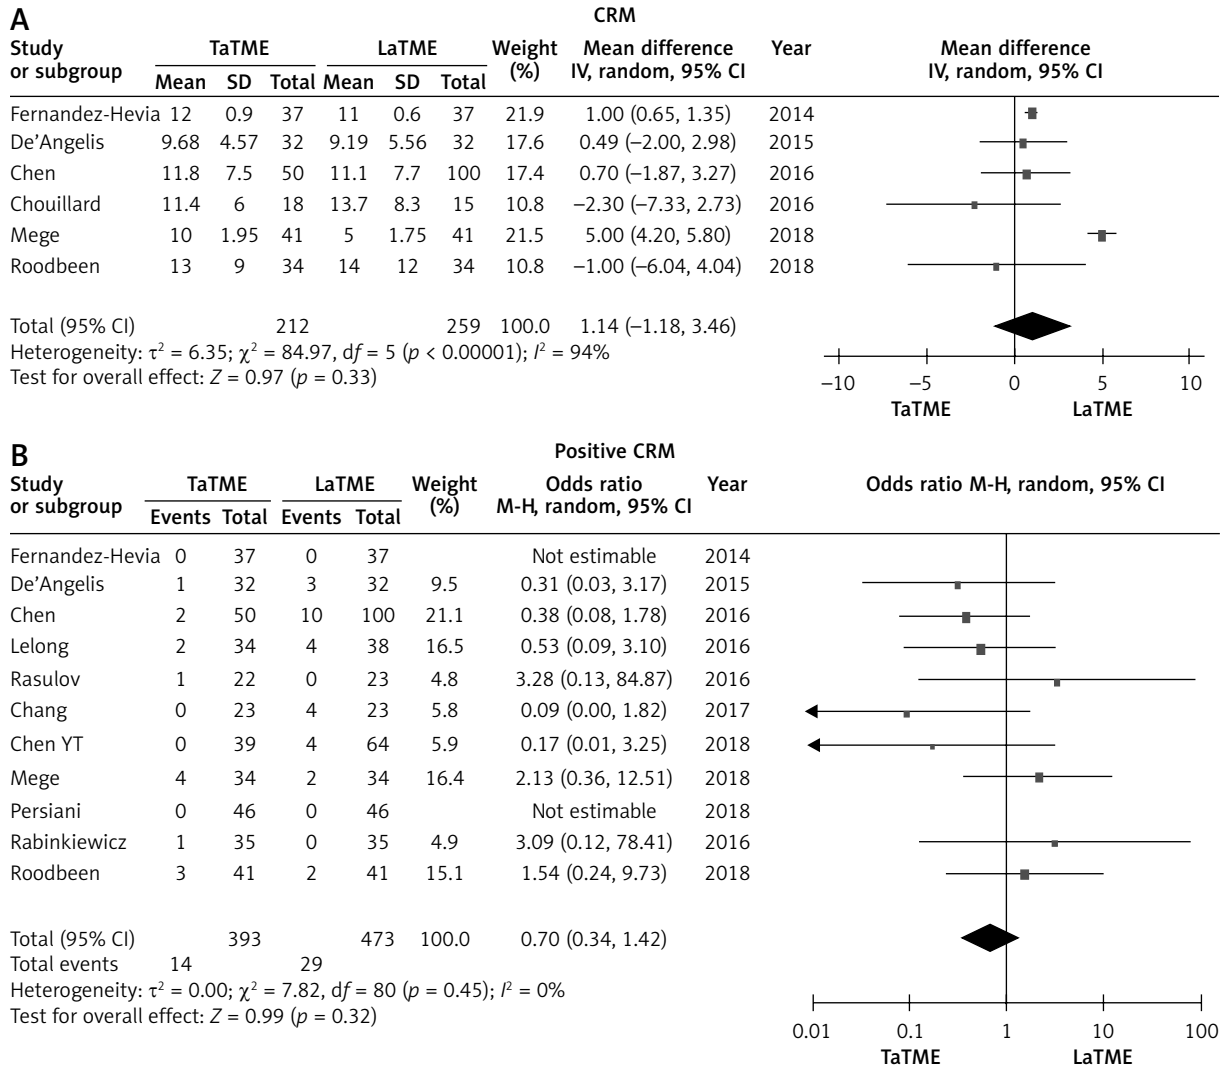 A
CRM
Study or subgroup TaTME LaTME Weight (%) Mean difference IV, random, 95% CI Year Mean difference IV, random, 95% CI
Mean SD Total Mean SD Total
Fernandez-Hevia 12 0.9 37 11 0.6 37 21.9 1.00 (0.65, 1.35) 2014
De’Angelis 9.68 4.57 32 9.19 5.56 32 17.6 0.49 (–2.00, 2.98) 2015
Chen 11.8 7.5 50 11.1 7.7 100 17.4 0.70 (–1.87, 3.27) 2016
Chouillard 11.4 6 18 13.7 8.3 15 10.8 –2.30 (–7.33, 2.73) 2016
Mege 10 1.95 41 5 1.75 41 21.5 5.00 (4.20, 5.80) 2018
Roodbeen 13 9 34 14 12 34 10.8 –1.00 (–6.04, 4.04) 2018
Total (95% CI) 212 259 100.0 1.14 (–1.18, 3.46)
Heterogeneity: τ² = 6.35; χ² = 84.97, df = 5 (p < 0.00001); I² = 94%
Test for overall effect: Z = 0.97 (p = 0.33)
–10 –5 0 5 10
TaTME LaTME
B
Positive CRM
Study or subgroup TaTME LaTME Weight (%) Odds ratio M-H, random, 95% CI Year Odds ratio M-H, random, 95% CI
Events Total Events Total
Fernandez-Hevia 0 37 0 37 Not estimable 2014
De’Angelis 1 32 3 32 9.5 0.31 (0.03, 3.17) 2015
Chen 2 50 10 100 21.1 0.38 (0.08, 1.78) 2016
Lelong 2 34 4 38 16.5 0.53 (0.09, 3.10) 2016
Rasulov 1 22 0 23 4.8 3.28 (0.13, 84.87) 2016
Chang 0 23 4 23 5.8 0.09 (0.00, 1.82) 2017
Chen YT 0 39 4 64 5.9 0.17 (0.01, 3.25) 2018
Mege 4 34 2 34 16.4 2.13 (0.36, 12.51) 2018
Persiani 0 46 0 46 Not estimable 2018
Rabinkiewicz 1 35 0 35 4.9 3.09 (0.12, 78.41) 2016
Roodbeen 3 41 2 41 15.1 1.54 (0.24, 9.73) 2018
Total (95% CI) 393 473 100.0 0.70 (0.34, 1.42)
Total events 14 29
Heterogeneity: τ² = 0.00; χ² = 7.82, df = 80 (p = 0.45); I² = 0%
Test for overall effect: Z = 0.99 (p = 0.32)
0.01 0.1 1 10 100
TaTME LaTME